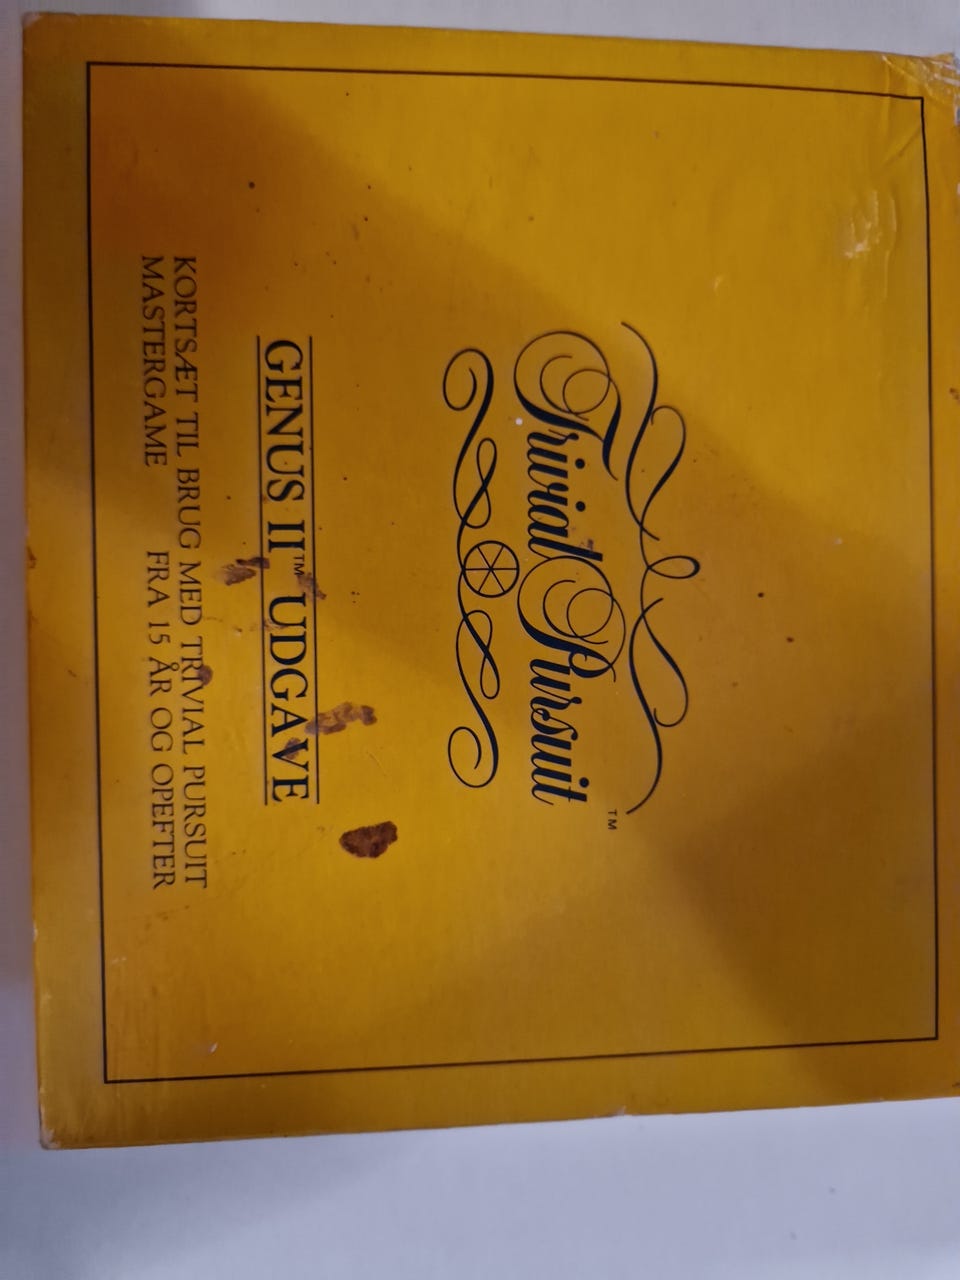 Trivial Pursuit™
GENUS II™ UDGAVE
KORTSÆT TIL BRUG MED TRIVIAL PURSUIT
MASTERGAME FRA 15 ÅR OG OPEFTER